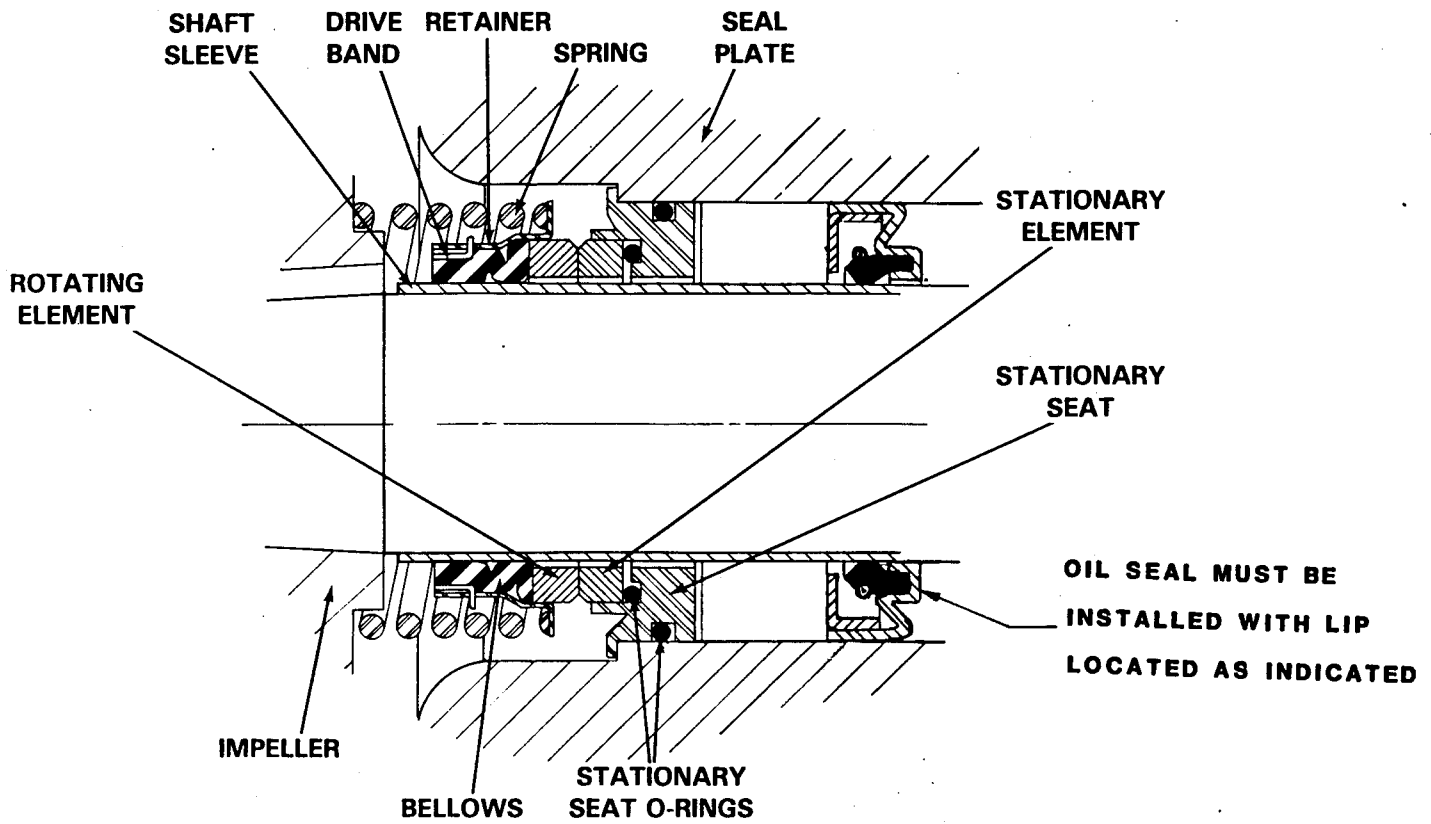 SHAFT
SLEEVE
DRIVE
BAND
RETAINER
SPRING
SEAL
PLATE
STATIONARY
ELEMENT
ROTATING
ELEMENT
STATIONARY
SEAT
OIL SEAL MUST BE
INSTALLED WITH LIP
LOCATED AS INDICATED
IMPELLER
BELLOWS
STATIONARY
SEAT O-RINGS